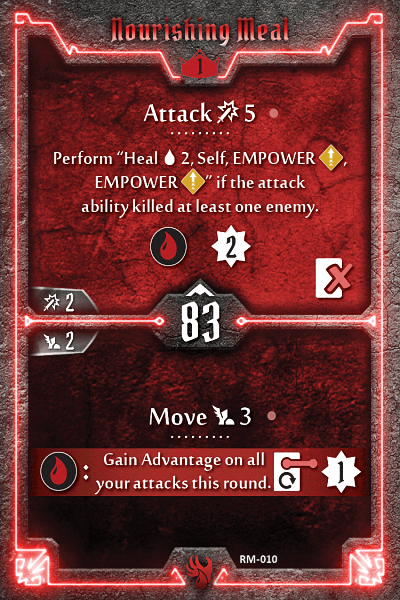 Nourishing Meal
1
Attack 5
Perform “Heal 2, Self, EMPOWER ,
EMPOWER ” if the attack
ability killed at least one enemy.
2
2
83
2
Move 3
: Gain Advantage on all
your attacks this round.
1
RM-010